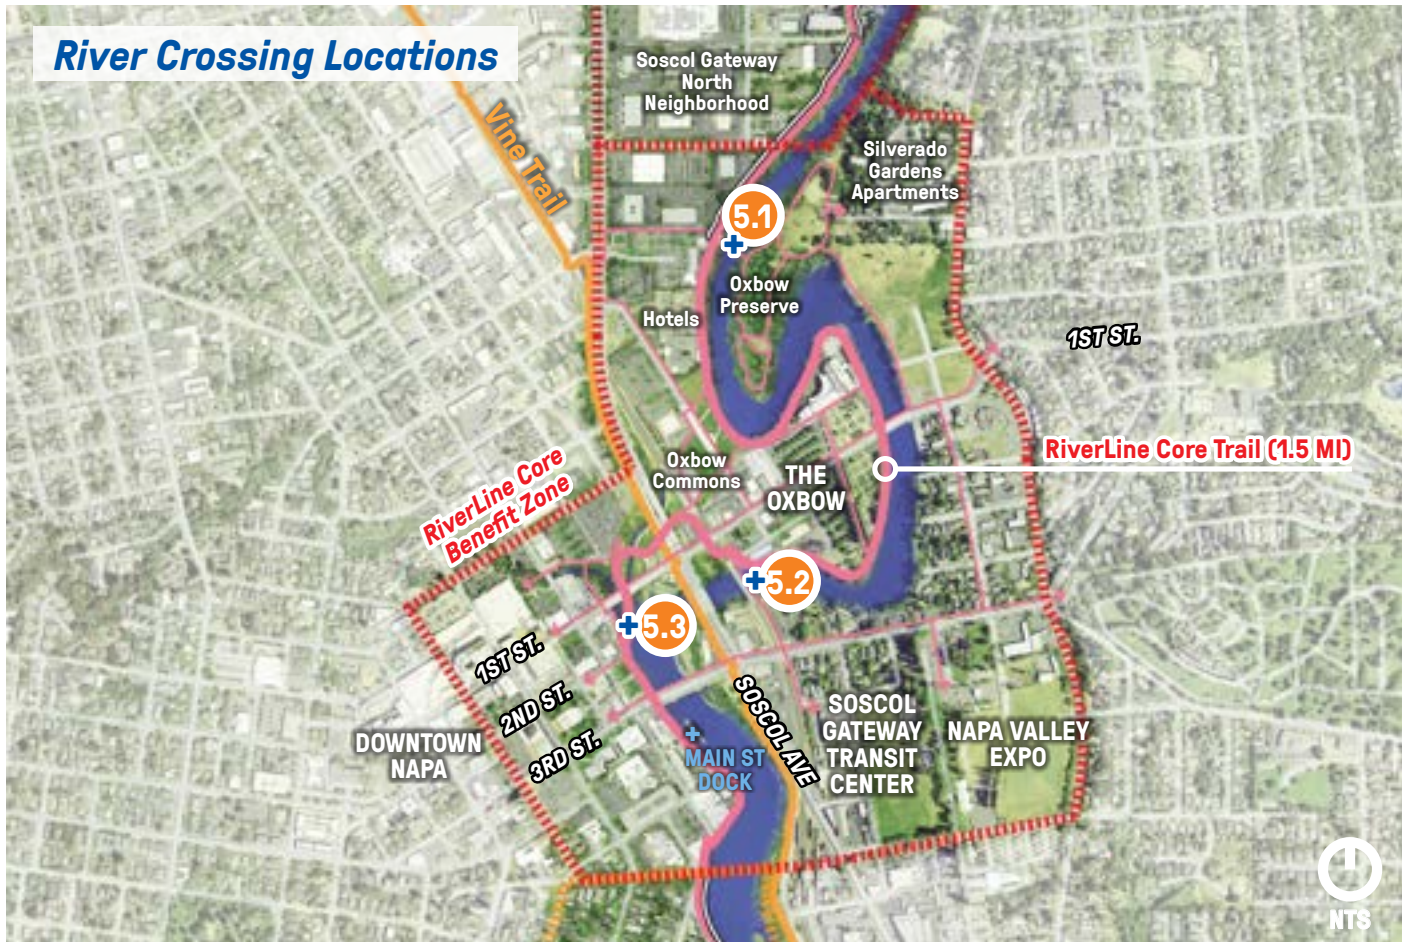 River Crossing Locations
Soscol Gateway
North
Neighborhood
Vine Trail
Silverado
Gardens
Apartments
5.1
Oxbow
Preserve
Hotels
1ST ST.
RiverLine Core Trail (1.5 MI)
Oxbow
Commons
THE
OXBOW
RiverLine Core
Benefit Zone
5.2
5.3
1ST ST.
2ND ST.
3RD ST.
SOSCOL AVE
DOWNTOWN
NAPA
MAIN ST
DOCK
SOSCOL
GATEWAY
TRANSIT
CENTER
NAPA VALLEY
EXPO
NTS